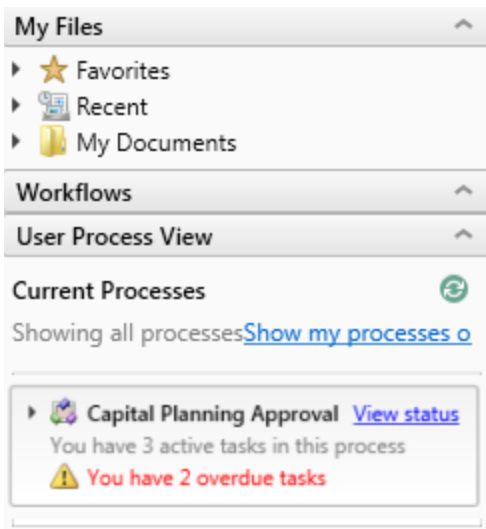 My Files
Favorites
Recent
My Documents
Workflows
User Process View
Current Processes
Showing all processesShow my processes o
Capital Planning Approval View status
You have 3 active tasks in this process
You have 2 overdue tasks